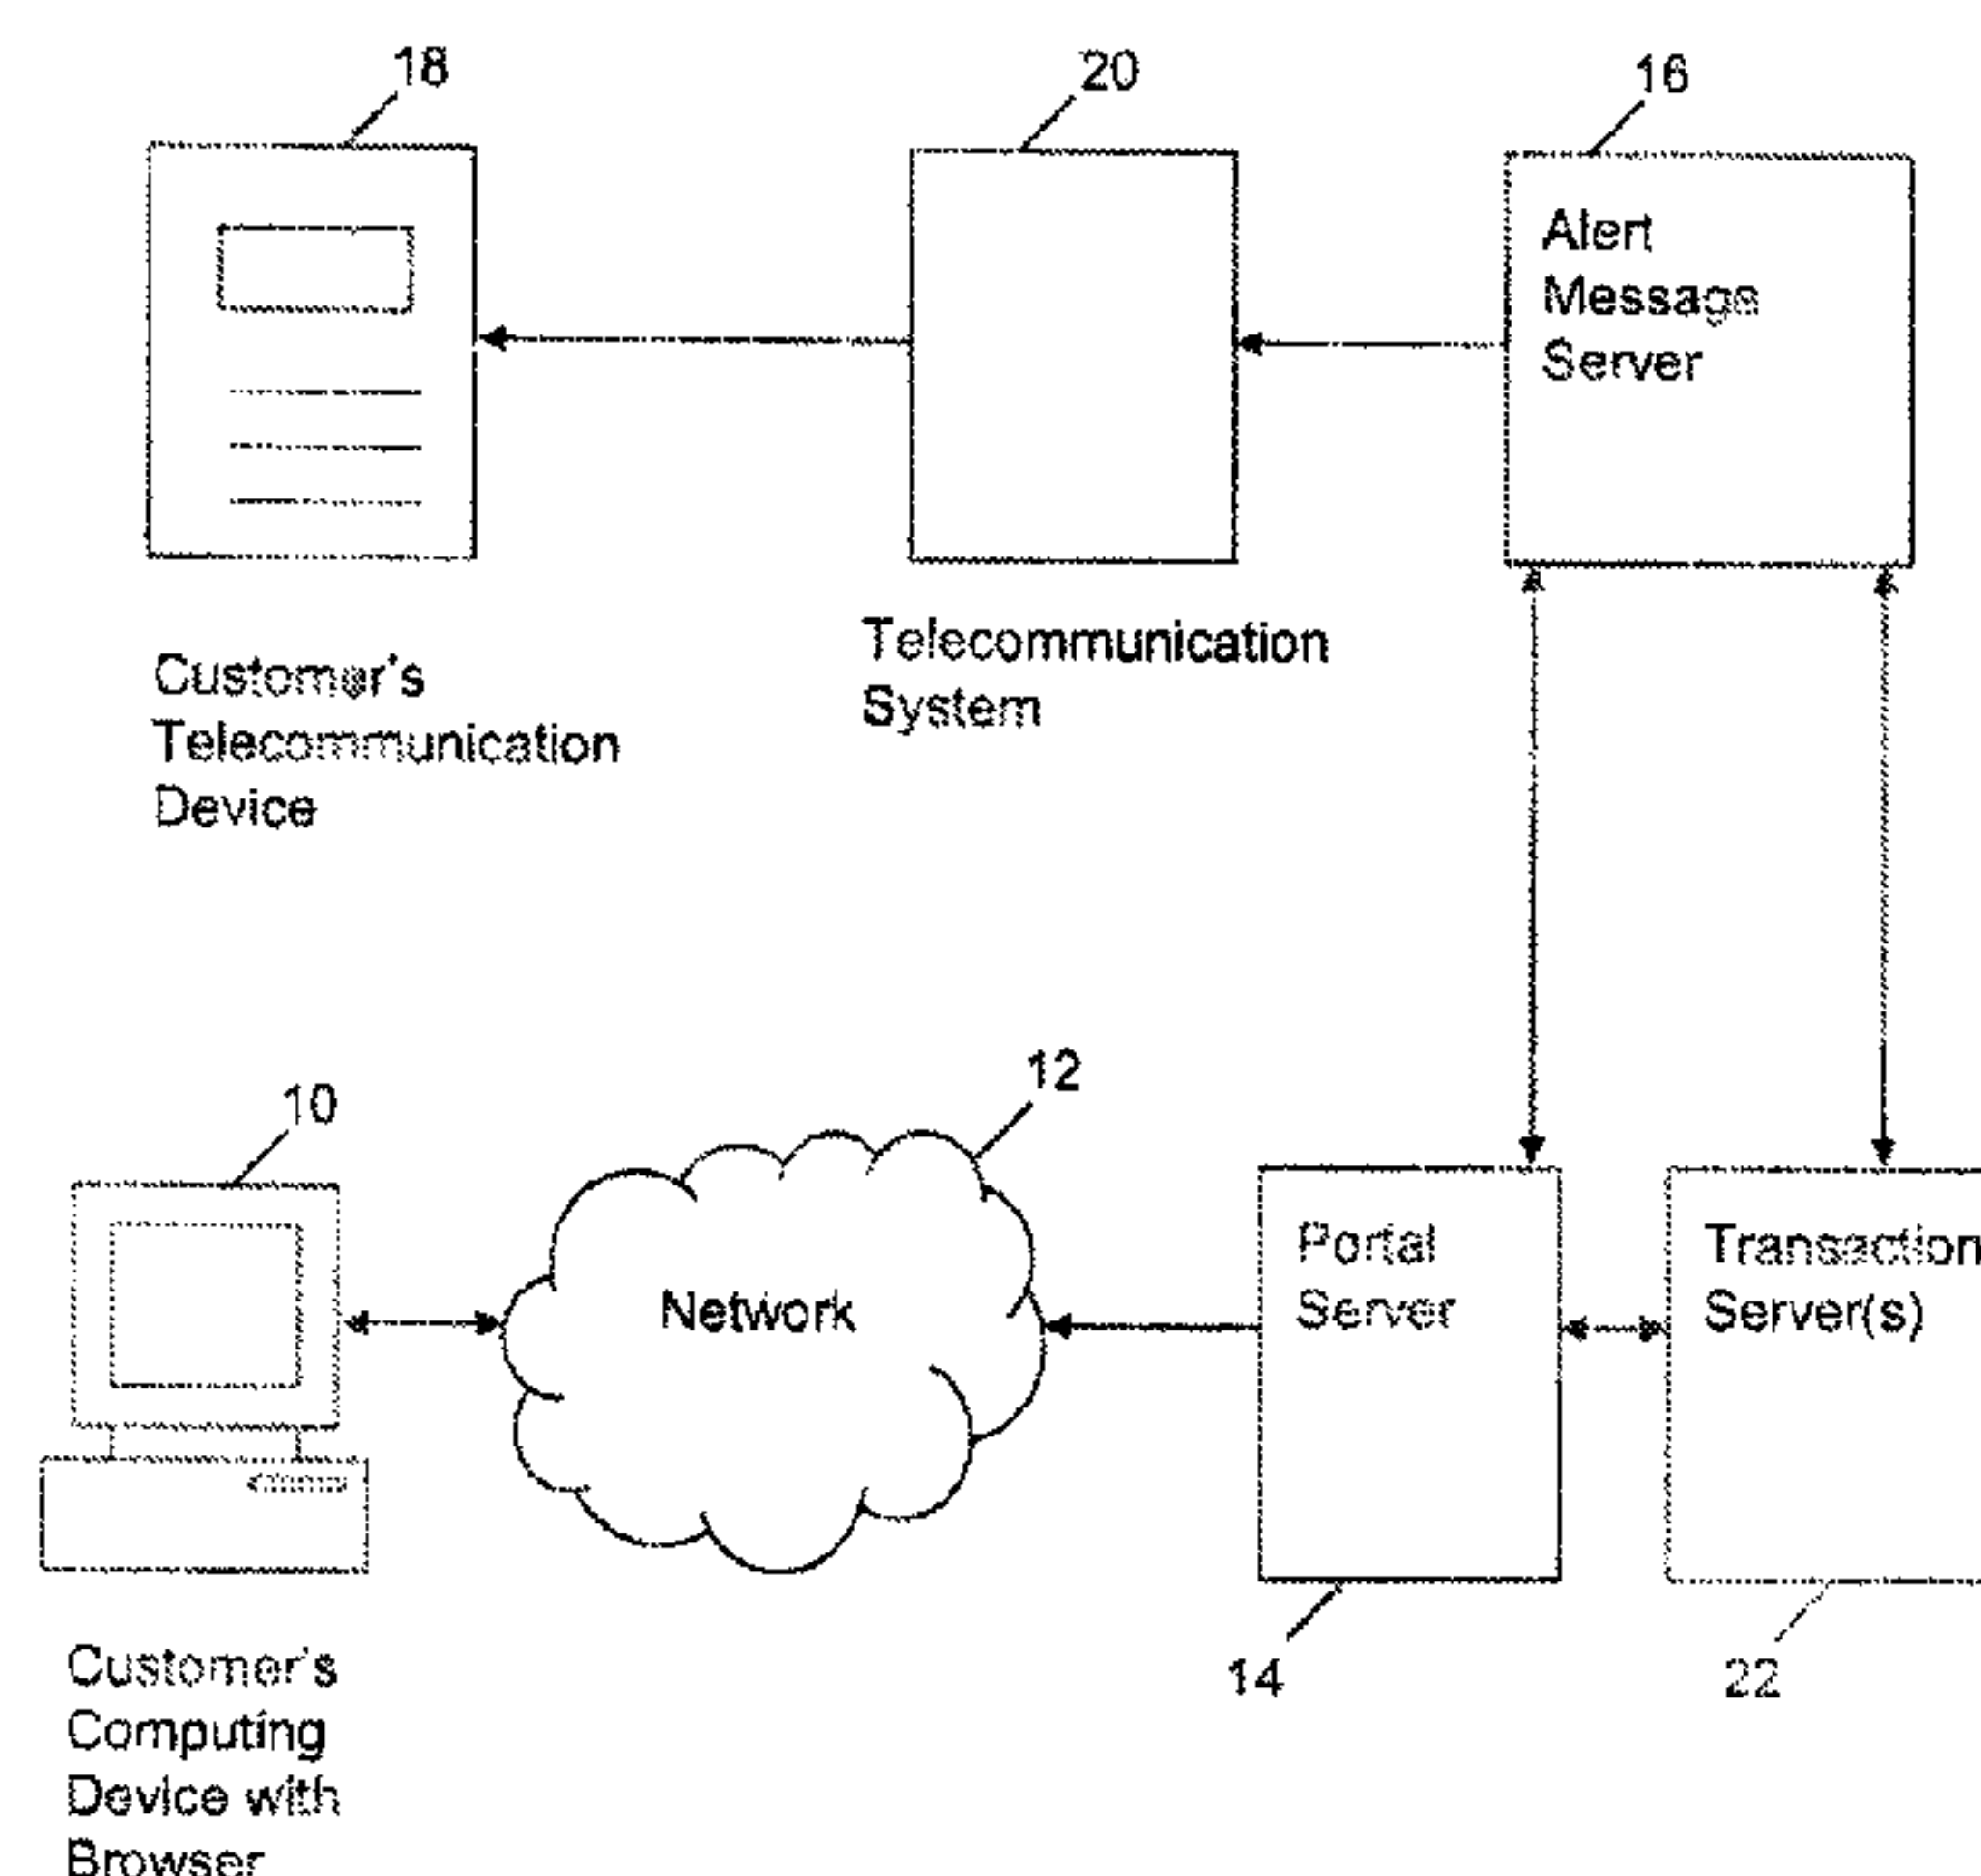 18
20
16
Alert
Message
Server
Telecommunication
System
Customer's
Telecommunication
Device
12
10
Network
Portal
Server
Transaction
Server(s)
14
22
Customer's
Computing
Device with
Browser